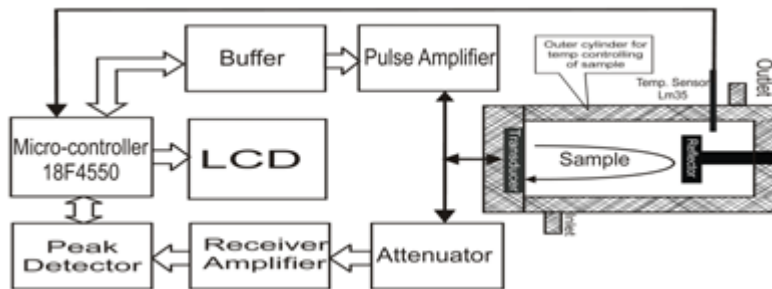 Buffer
Pulse Amplifier
Outer cylinder for
temp controlling
of sample
Temp. Sensor
Lm35
Outlet
Micro-controller
18F4550
LCD
Transducer
Sample
Reflector
Inlet
Peak
Detector
Receiver
Amplifier
Attenuator